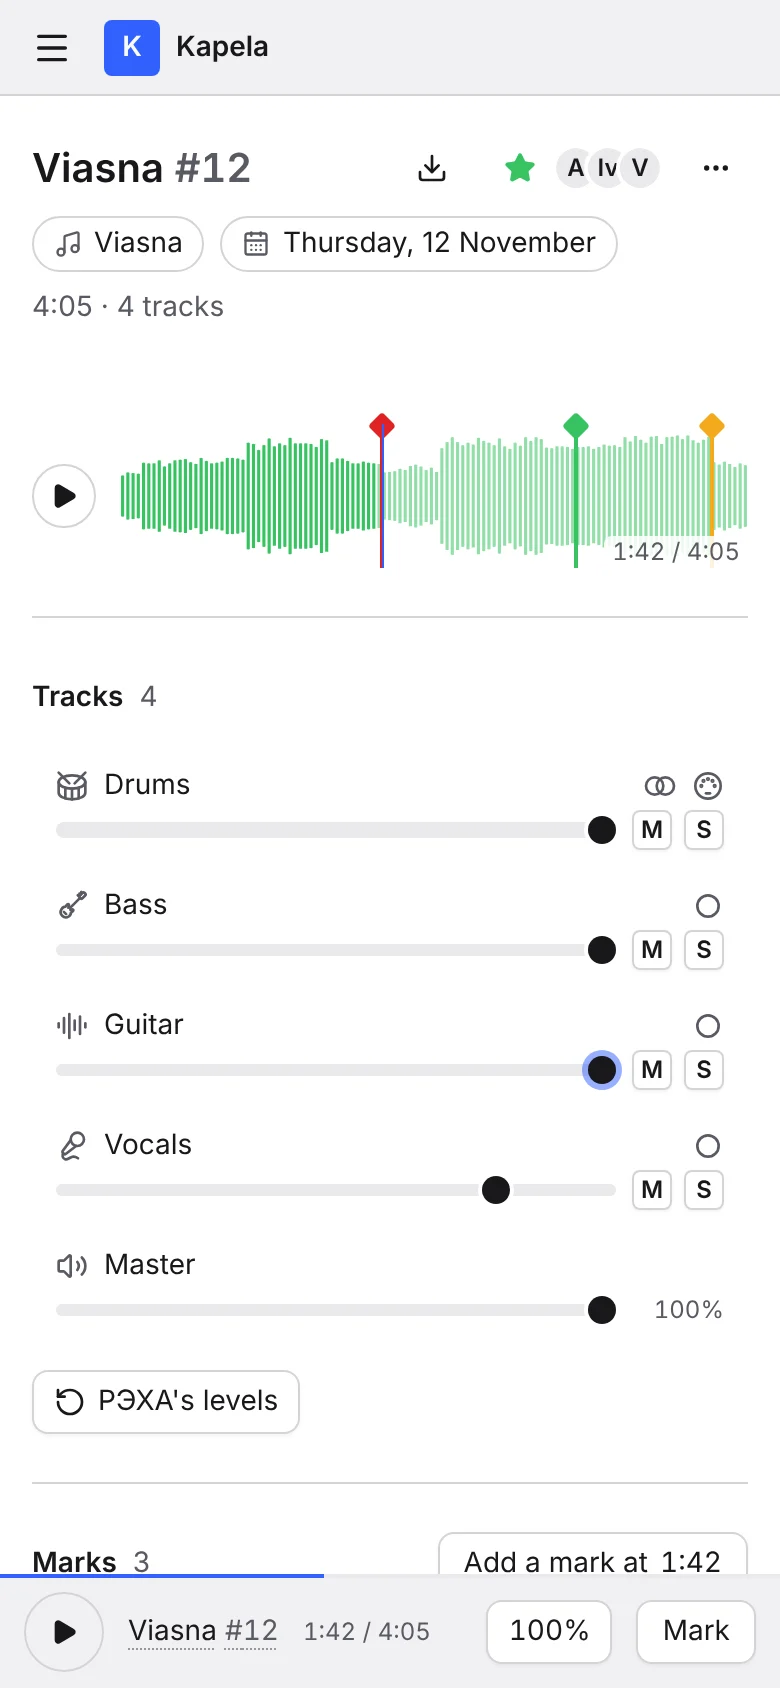 K Kapela
Viasna #12
A Iv V
Viasna
Thursday, 12 November
4:05 · 4 tracks
1:42 / 4:05
Tracks 4
Drums
M S
Bass
M S
Guitar
M S
Vocals
M S
Master
100%
РЭХА's levels
Marks 3
Add a mark at 1:42
Viasna #12 1:42 / 4:05 100% Mark